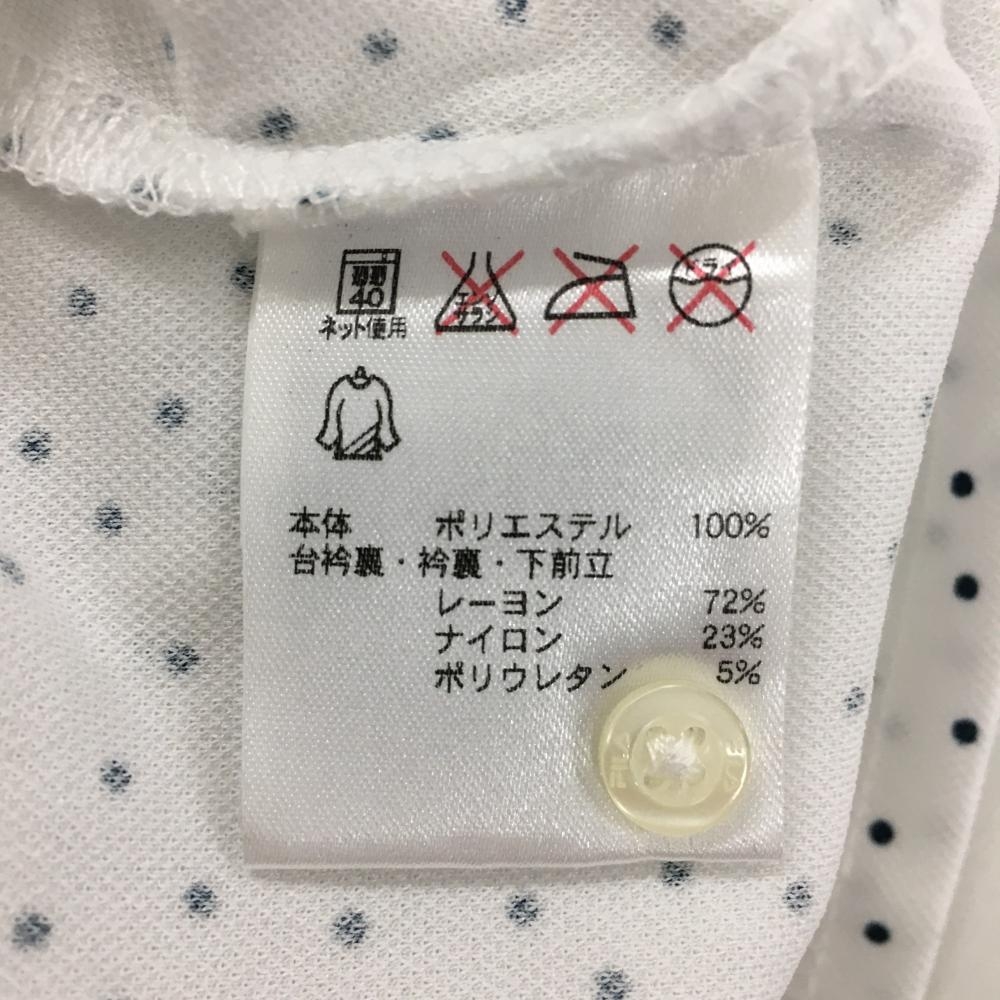 弱 40
ネット使用
エンソ
サラシ
ドライ
本体 ポリエステル 100%
台衿裏・衿裏・下前立
レーヨン 72%
ナイロン 23%
ポリウレタン 5%